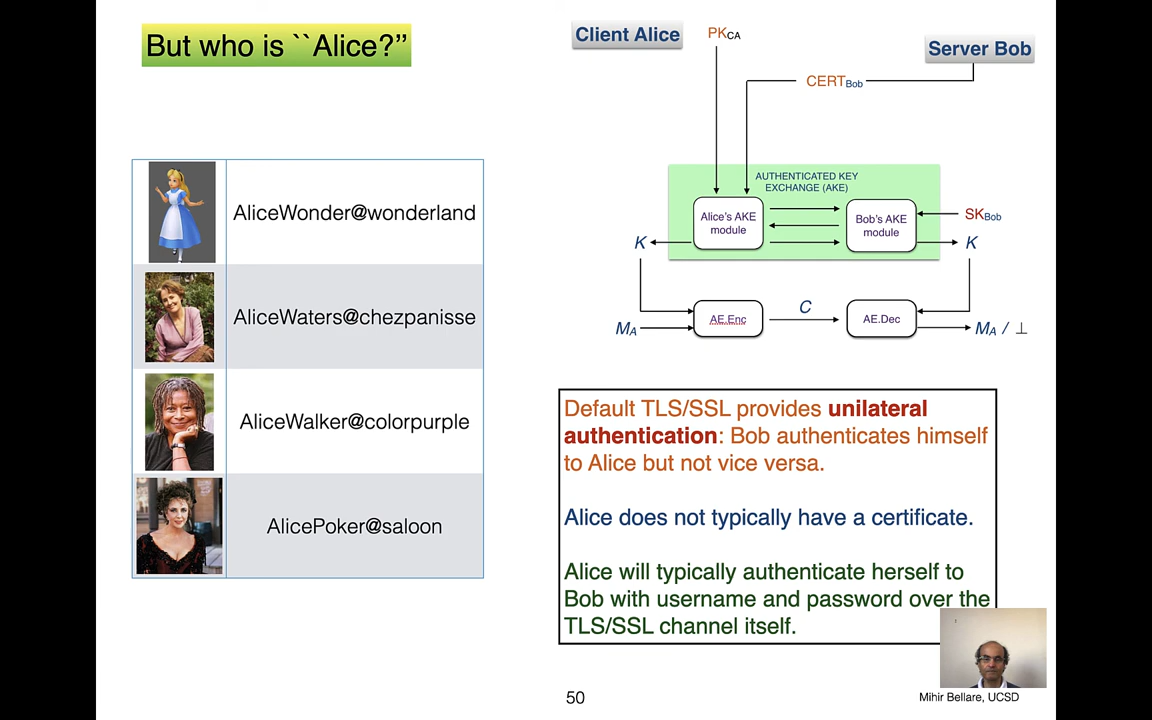 But who is ``Alice?”
AliceWonder@wonderland
AliceWaters@chezpanisse
AliceWalker@colorpurple
AlicePoker@saloon
Client Alice
PKCA
Server Bob
CERTBob
AUTHENTICATED KEY
EXCHANGE (AKE)
Alice's AKE
module
Bob's AKE
module
SKBob
K
K
MA
AE.Enc
C
AE.Dec
MA / ⊥
Default TLS/SSL provides unilateral
authentication: Bob authenticates himself
to Alice but not vice versa.
Alice does not typically have a certificate.
Alice will typically authenticate herself to
Bob with username and password over the
TLS/SSL channel itself.
50
Mihir Bellare, UCSD